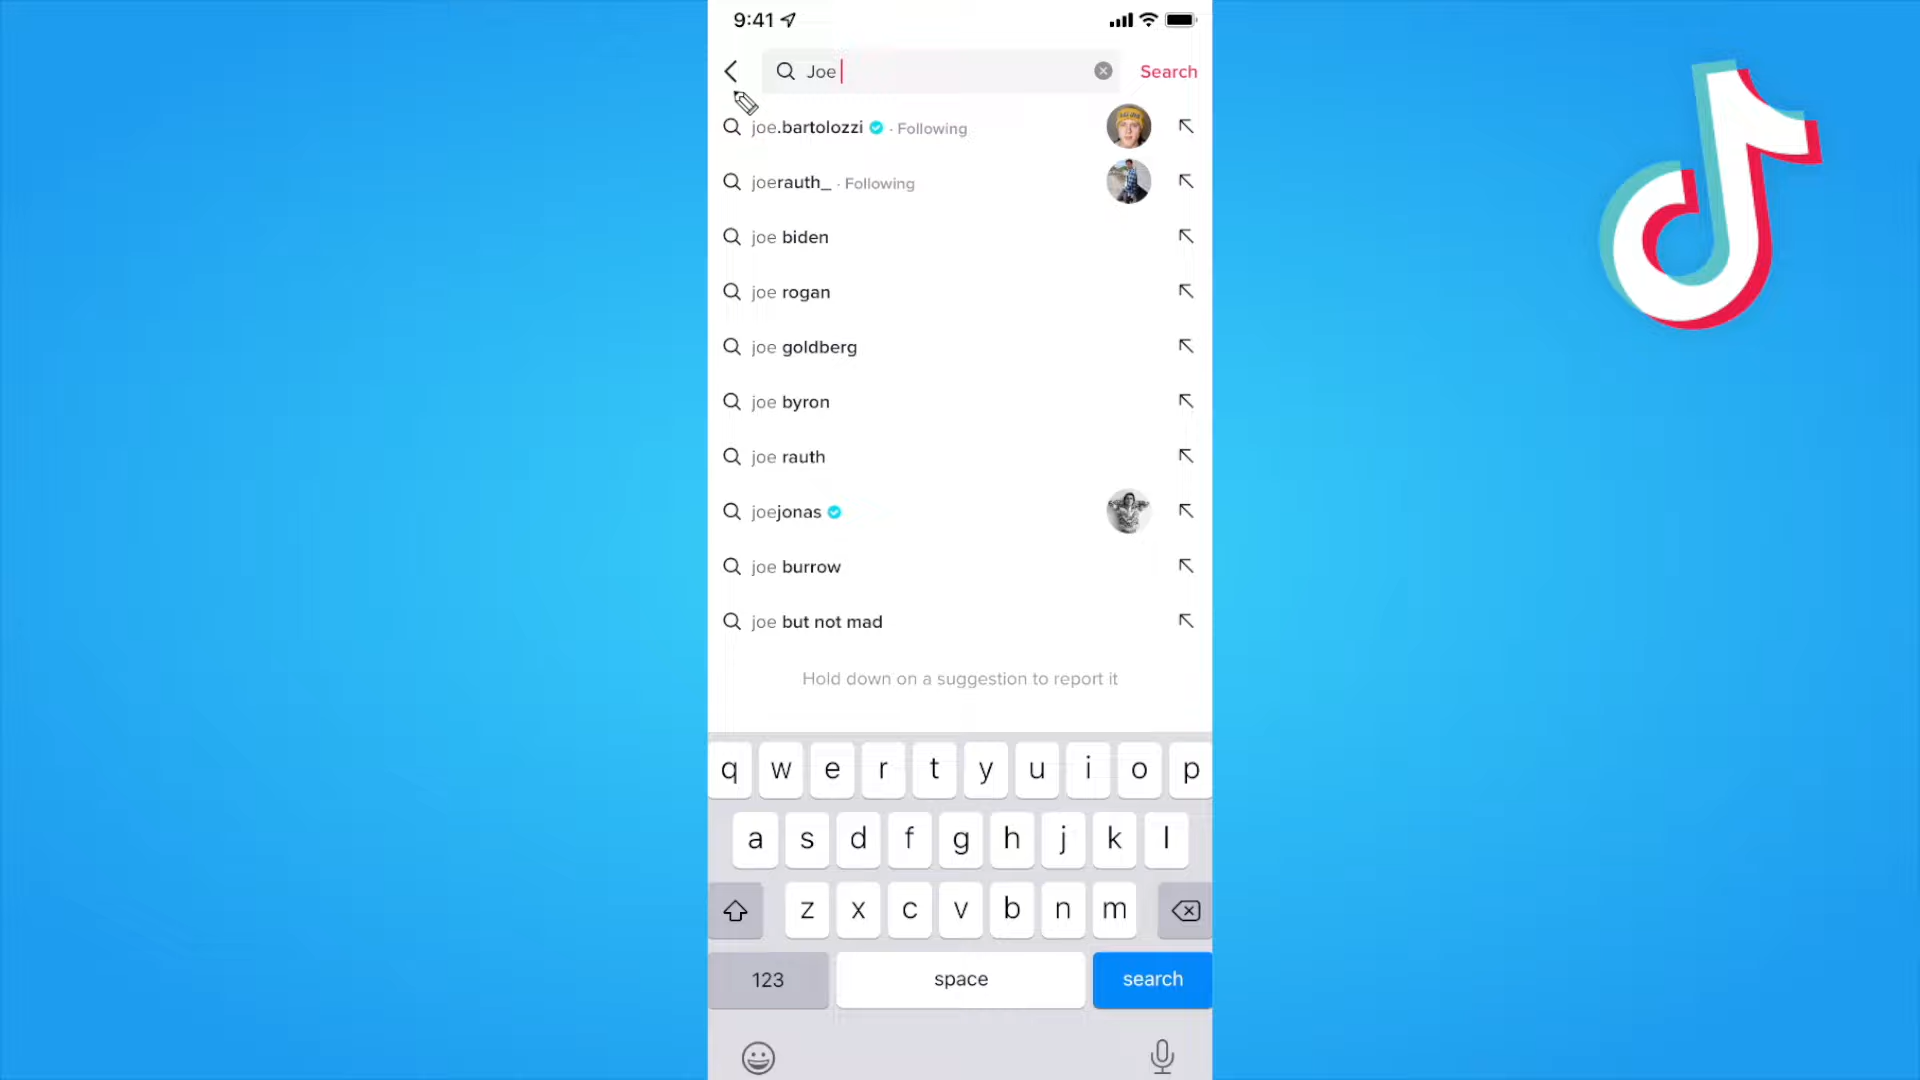 9:41
Joe
Search
joe.bartolozzi · Following
joerauth_ · Following
joe biden
joe rogan
joe goldberg
joe byron
joe rauth
joejonas
joe burrow
joe but not mad
Hold down on a suggestion to report it
q w e r t y u i o p
a s d f g h j k l
z x c v b n m
123 space search